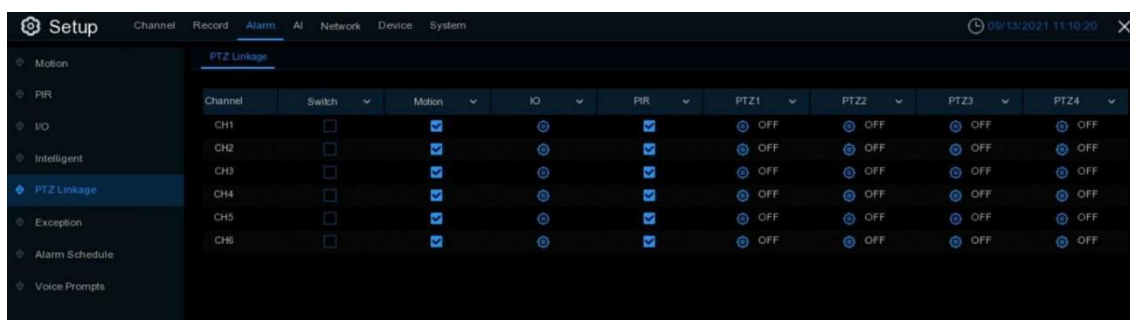 Setup Channel Record Alarm AI Network Device System 09/13/2021 11:10:20
Motion
PIR
I/O
Intelligent
PTZ Linkage
Exception
Alarm Schedule
Voice Prompts
PTZ Linkage
Channel Switch Motion IO PIR PTZ1 PTZ2 PTZ3 PTZ4
CH1 OFF OFF OFF OFF
CH2 OFF OFF OFF OFF
CH3 OFF OFF OFF OFF
CH4 OFF OFF OFF OFF
CH5 OFF OFF OFF OFF
CH6 OFF OFF OFF OFF